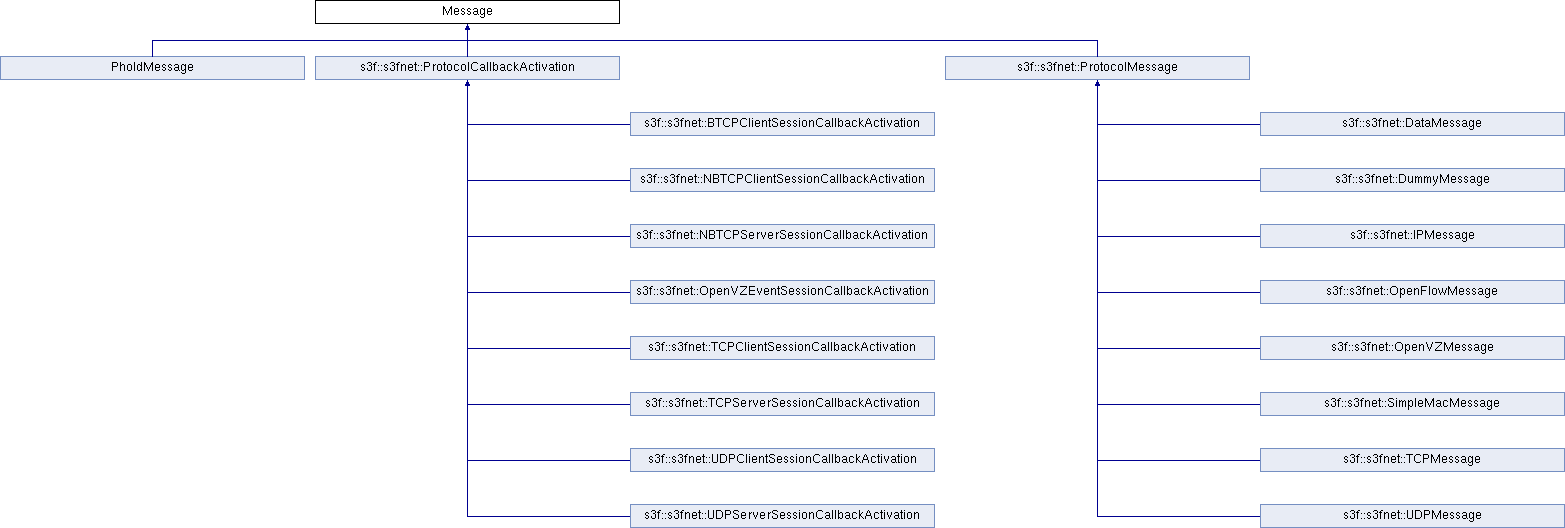 Message
PholdMessage
s3f::s3fnet::ProtocolCallbackActivation
s3f::s3fnet::ProtocolMessage
s3f::s3fnet::BTCPClientSessionCallbackActivation
s3f::s3fnet::DataMessage
s3f::s3fnet::NBTCPClientSessionCallbackActivation
s3f::s3fnet::DummyMessage
s3f::s3fnet::NBTCPServerSessionCallbackActivation
s3f::s3fnet::IPMessage
s3f::s3fnet::OpenVZEventSessionCallbackActivation
s3f::s3fnet::OpenFlowMessage
s3f::s3fnet::TCPClientSessionCallbackActivation
s3f::s3fnet::OpenVZMessage
s3f::s3fnet::TCPServerSessionCallbackActivation
s3f::s3fnet::SimpleMacMessage
s3f::s3fnet::UDPClientSessionCallbackActivation
s3f::s3fnet::TCPMessage
s3f::s3fnet::UDPServerSessionCallbackActivation
s3f::s3fnet::UDPMessage